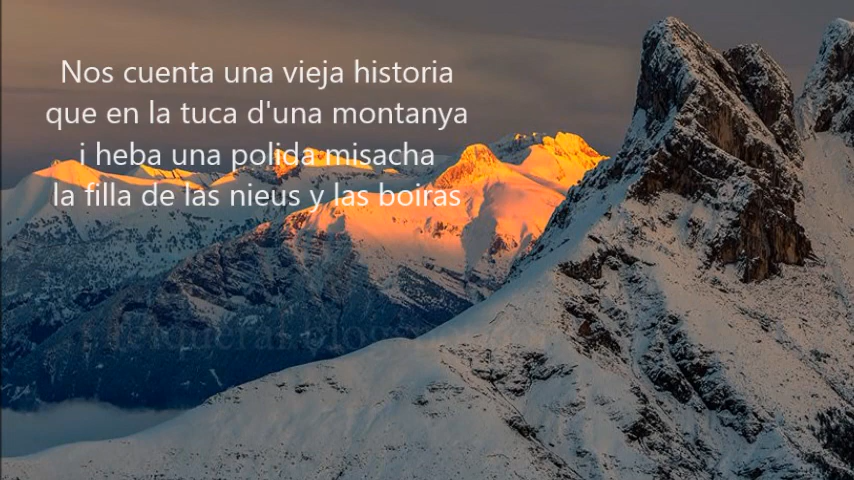 Nos cuenta una vieja historia
que en la tuca d'una montanya
i heba una polida misacha
la filla de las nieus y las boiras